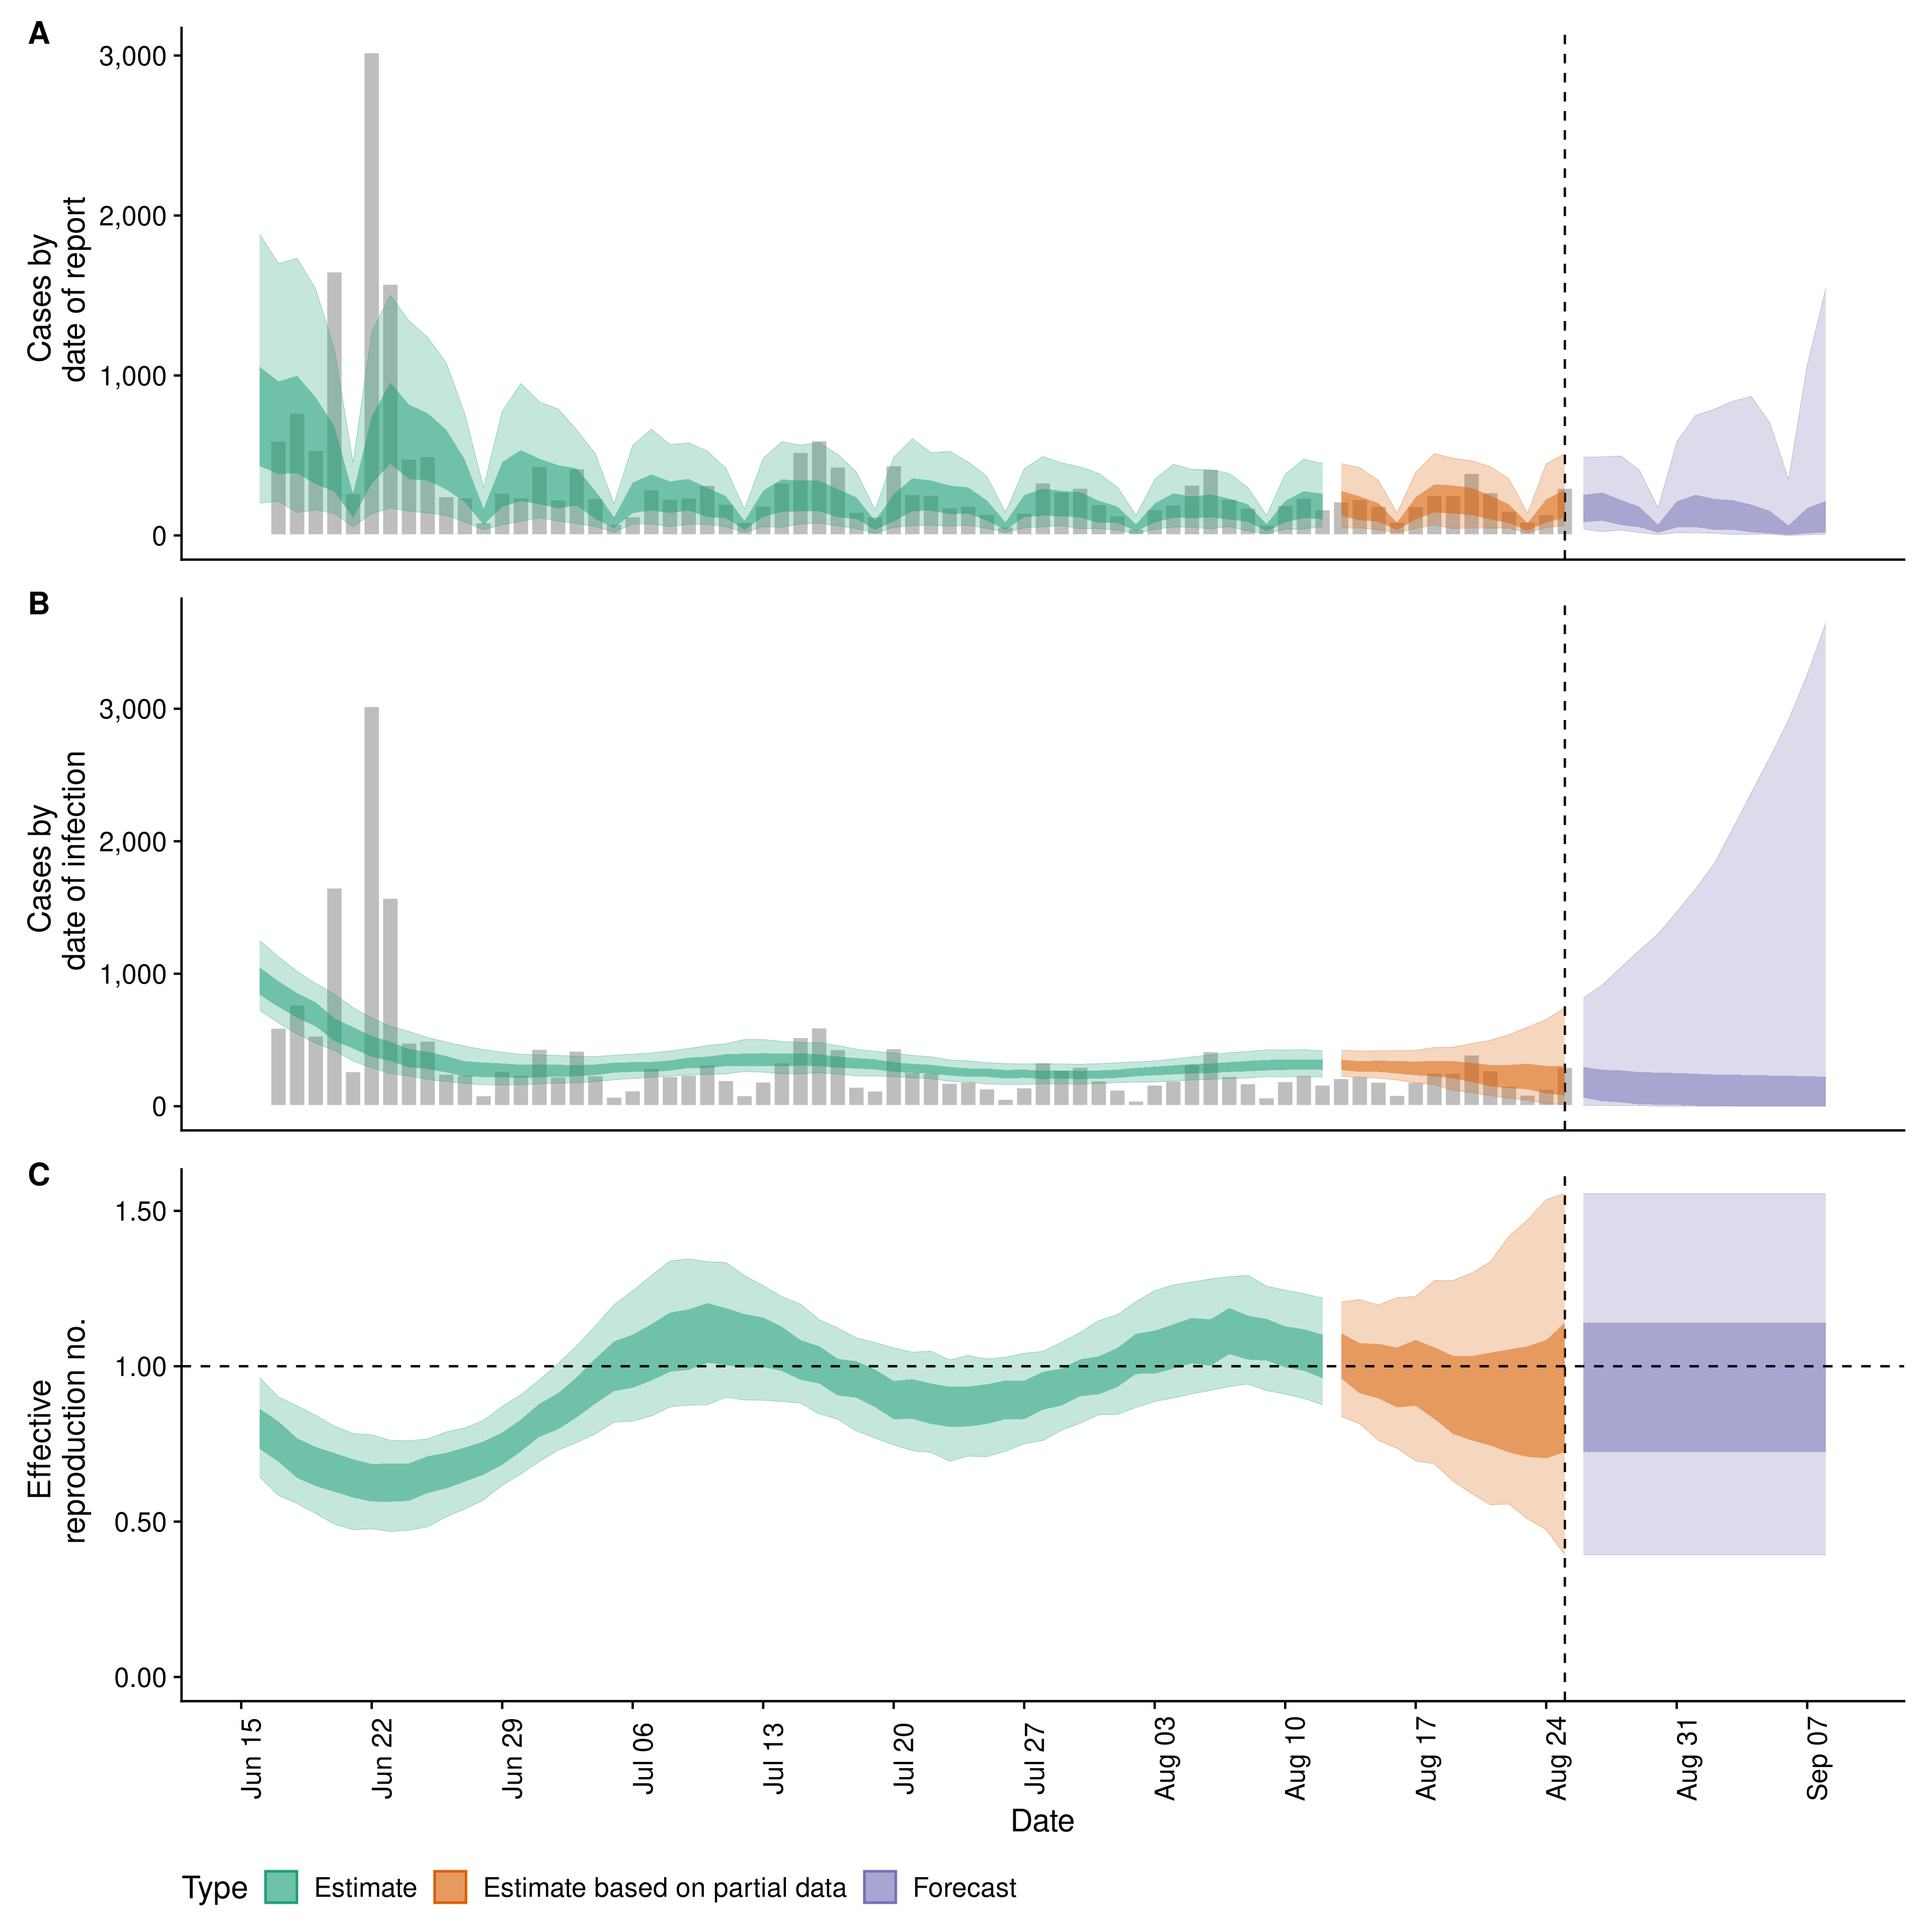 A
3,000
2,000
1,000
0
Cases by
date of report
B
3,000
2,000
1,000
0
Cases by
date of infection
C
1.50
1.00
0.50
0.00
Effective
reproduction no.
Jun 15
Jun 22
Jun 29
Jul 06
Jul 13
Jul 20
Jul 27
Aug 03
Aug 10
Aug 17
Aug 24
Aug 31
Sep 07
Date
Type
Estimate
Estimate based on partial data
Forecast